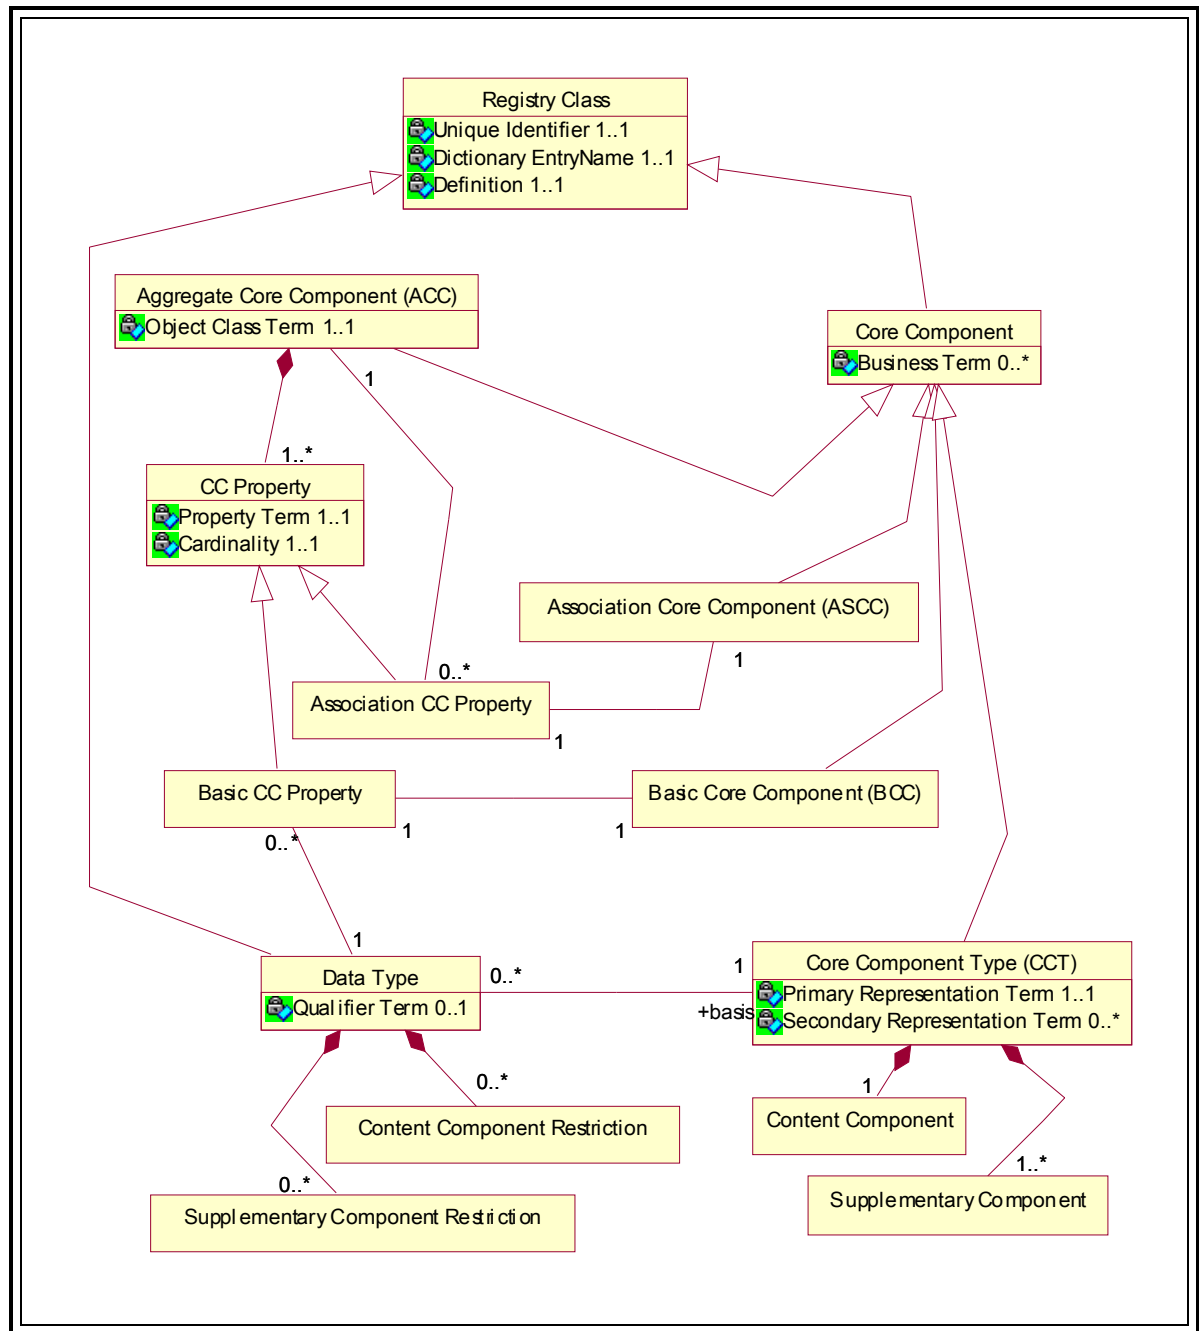 Registry Class
Unique Identifier 1..1
Dictionary EntryName 1..1
Definition 1..1
Aggregate Core Component (ACC)
Object Class Term 1..1
Core Component
Business Term 0..*
1
1..*
CC Property
Property Term 1..1
Cardinality 1..1
Association Core Component (ASCC)
1
0..*
Association CC Property
1
Basic CC Property
0..*
1
Basic Core Component (BCC)
1
1
Data Type
Qualifier Term 0..1
0..*
1
+basis
Core Component Type (CCT)
Primary Representation Term 1..1
Secondary Representation Term 0..*
0..*
Content Component Restriction
1
Content Component
0..*
Supplementary Component Restriction
1..*
Supplementary Component